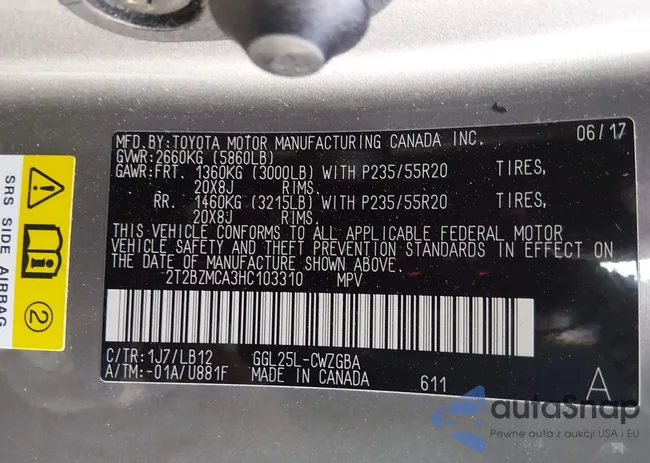 MFD.BY:TOYOTA MOTOR MANUFACTURING CANADA INC. 06/17
GVWR:2660KG (5860LB)
GAWR:FRT. 1360KG (3000LB) WITH P235/55R20 TIRES,
20X8J RIMS.
RR. 1460KG (3215LB) WITH P235/55R20 TIRES,
20X8J RIMS.
THIS VEHICLE CONFORMS TO ALL APPLICABLE FEDERAL MOTOR
VEHICLE SAFETY AND THEFT PREVENTION STANDARDS IN EFFECT ON
THE DATE OF MANUFACTURE SHOWN ABOVE.
2T2BZMCA3HC103310 MPV
C/TR:1J7/LB12 GGL25L-CWZGBA
A/TM:-01A/U881F MADE IN CANADA 611 A
SRS SIDE AIRBAG
2
autoSnap
Pewne auta z aukcji USA i EU